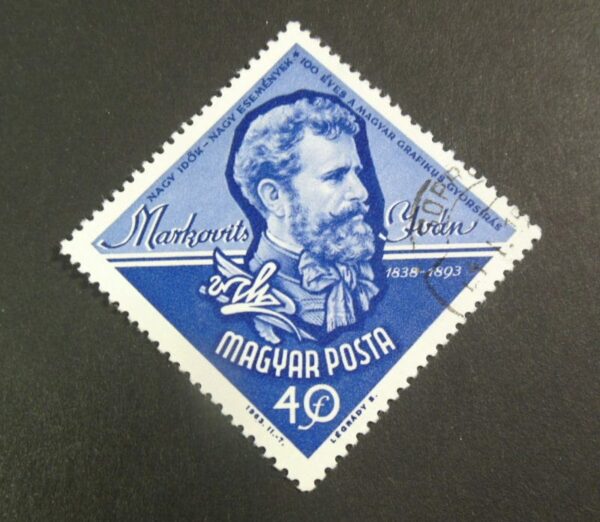 NAGY IDŐK - NAGY ESEMÉNYEK * 100 ÉVES A MAGYAR GRAFIKUS GYORSÍRÁS
Markovits Iván
1838-1893
MAGYAR POSTA
40 f
1963.II.-7.
LÉGRÁDY S.